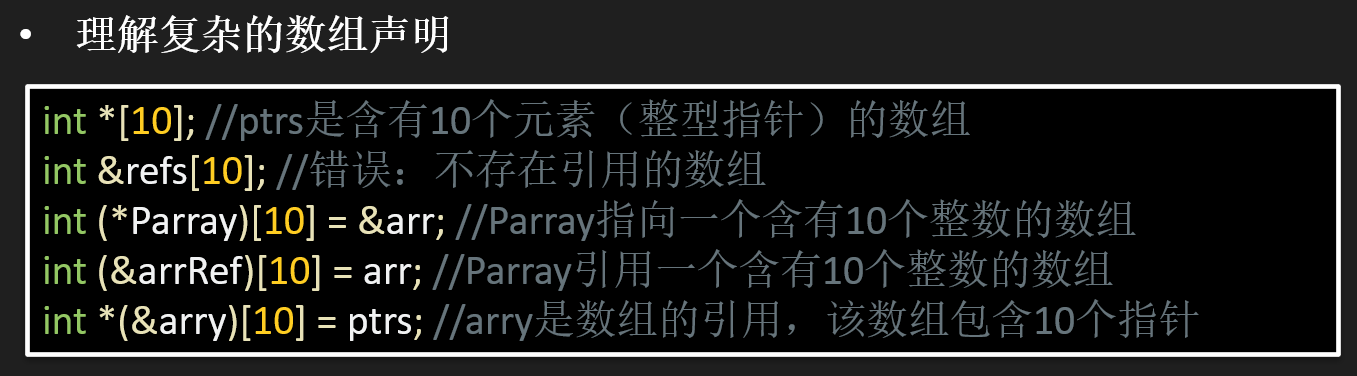 • 理解复杂的数组声明
int *[10]; //ptrs是含有10个元素（整型指针）的数组
int &refs[10]; //错误：不存在引用的数组
int (*Parray)[10] = &arr; //Parray指向一个含有10个整数的数组
int (&arrRef)[10] = arr; //Parray引用一个含有10个整数的数组
int *(&arry)[10] = ptrs; //arry是数组的引用，该数组包含10个指针